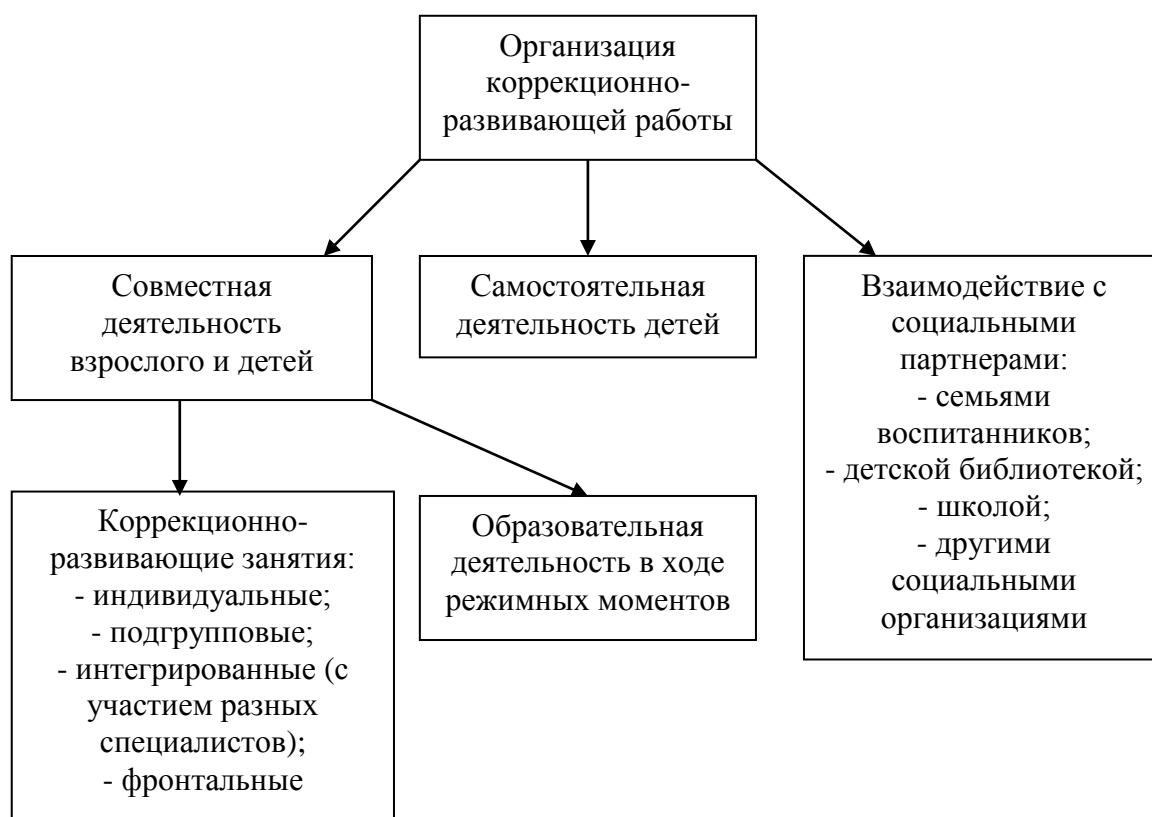 Организация
коррекционно-
развивающей работы
Совместная
деятельность
взрослого и детей
Самостоятельная
деятельность детей
Взаимодействие с
социальными
партнерами:
- семьями
воспитанников;
- детской библиотекой;
- школой;
- другими
социальными
организациями
Коррекционно-
развивающие занятия:
- индивидуальные;
- подгрупповые;
- интегрированные (с
участием разных
специалистов);
- фронтальные
Образовательная
деятельность в ходе
режимных моментов